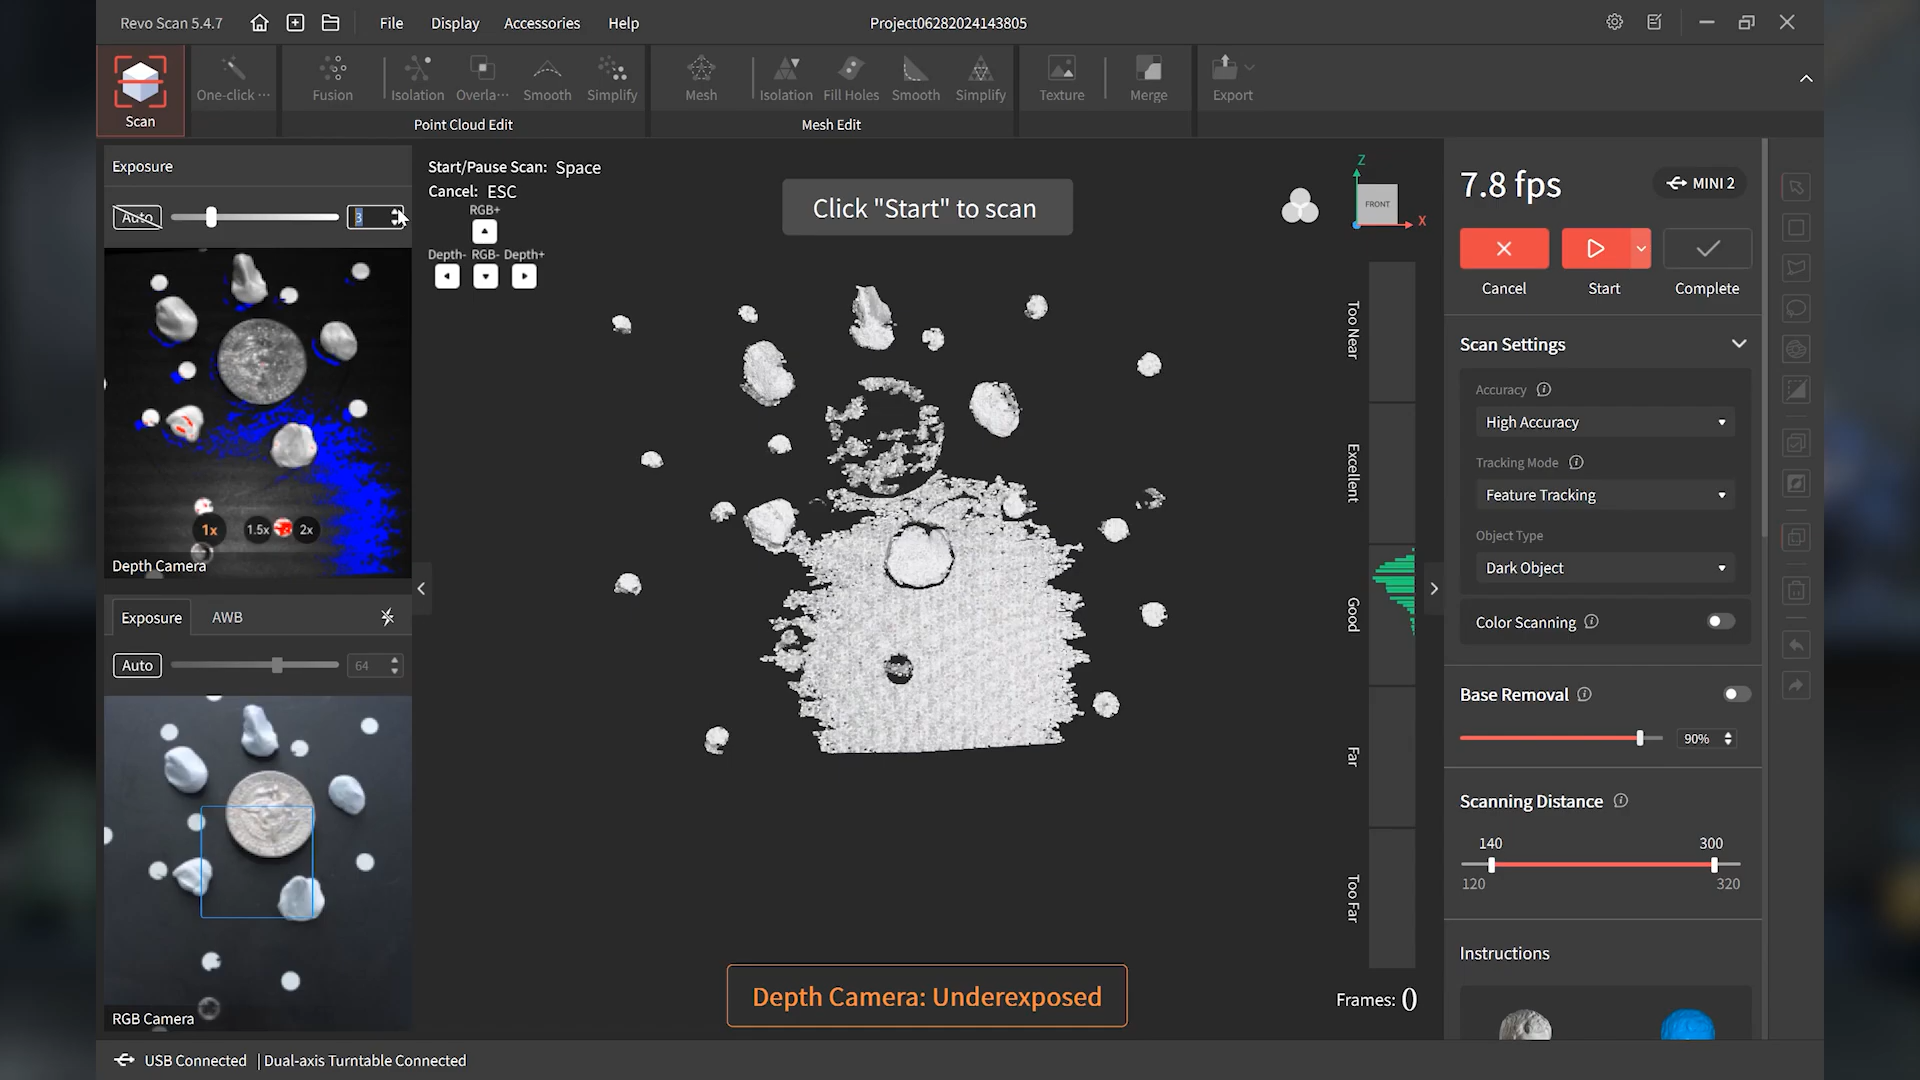 Revo Scan 5.4.7
File
Display
Accessories
Help
Project06282024143805
Scan
One-click ···
Fusion
Isolation
Overla···
Smooth
Simplify
Point Cloud Edit
Mesh
Isolation
Fill Holes
Smooth
Simplify
Mesh Edit
Texture
Merge
Export
Exposure
Auto
3
1x
1.5x
2x
Depth Camera
Exposure
AWB
Auto
64
RGB Camera
Start/Pause Scan: Space
Cancel: ESC
RGB+
Depth- RGB- Depth+
Click "Start" to scan
Z
FRONT
X
Too Near
Excellent
Good
Far
Too Far
Depth Camera: Underexposed
Frames: 0
7.8 fps
MINI 2
Cancel
Start
Complete
Scan Settings
Accuracy
High Accuracy
Tracking Mode
Feature Tracking
Object Type
Dark Object
Color Scanning
Base Removal
90%
Scanning Distance
140
300
120
320
Instructions
USB Connected | Dual-axis Turntable Connected